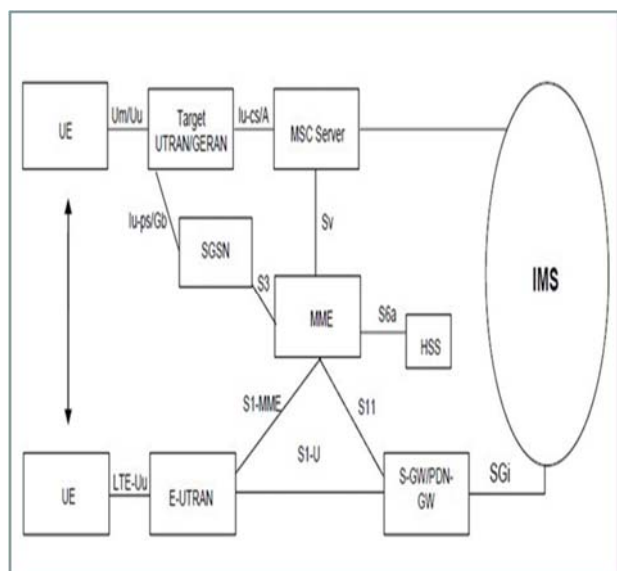 UE
Um/Uu
Target
UTRAN/GERAN
Iu-cs/A
MSC Server
Iu-ps/Gb
SGSN
S3
Sv
MME
S6a
HSS
IMS
S1-MME
S11
S1-U
UE
LTE-Uu
E-UTRAN
S-GW/PDN-
GW
SGi